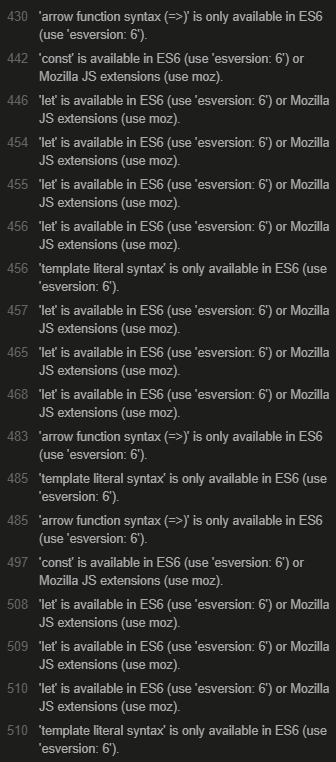 430 'arrow function syntax (=>)' is only available in ES6
(use 'esversion: 6').
442 'const' is available in ES6 (use 'esversion: 6') or
Mozilla JS extensions (use moz).
446 'let' is available in ES6 (use 'esversion: 6') or Mozilla
JS extensions (use moz).
454 'let' is available in ES6 (use 'esversion: 6') or Mozilla
JS extensions (use moz).
455 'let' is available in ES6 (use 'esversion: 6') or Mozilla
JS extensions (use moz).
456 'let' is available in ES6 (use 'esversion: 6') or Mozilla
JS extensions (use moz).
456 'template literal syntax' is only available in ES6 (use
'esversion: 6').
457 'let' is available in ES6 (use 'esversion: 6') or Mozilla
JS extensions (use moz).
465 'let' is available in ES6 (use 'esversion: 6') or Mozilla
JS extensions (use moz).
468 'let' is available in ES6 (use 'esversion: 6') or Mozilla
JS extensions (use moz).
483 'arrow function syntax (=>)' is only available in ES6
(use 'esversion: 6').
485 'template literal syntax' is only available in ES6 (use
'esversion: 6').
485 'arrow function syntax (=>)' is only available in ES6
(use 'esversion: 6').
497 'const' is available in ES6 (use 'esversion: 6') or
Mozilla JS extensions (use moz).
508 'let' is available in ES6 (use 'esversion: 6') or Mozilla
JS extensions (use moz).
509 'let' is available in ES6 (use 'esversion: 6') or Mozilla
JS extensions (use moz).
510 'let' is available in ES6 (use 'esversion: 6') or Mozilla
JS extensions (use moz).
510 'template literal syntax' is only available in ES6 (use
'esversion: 6').